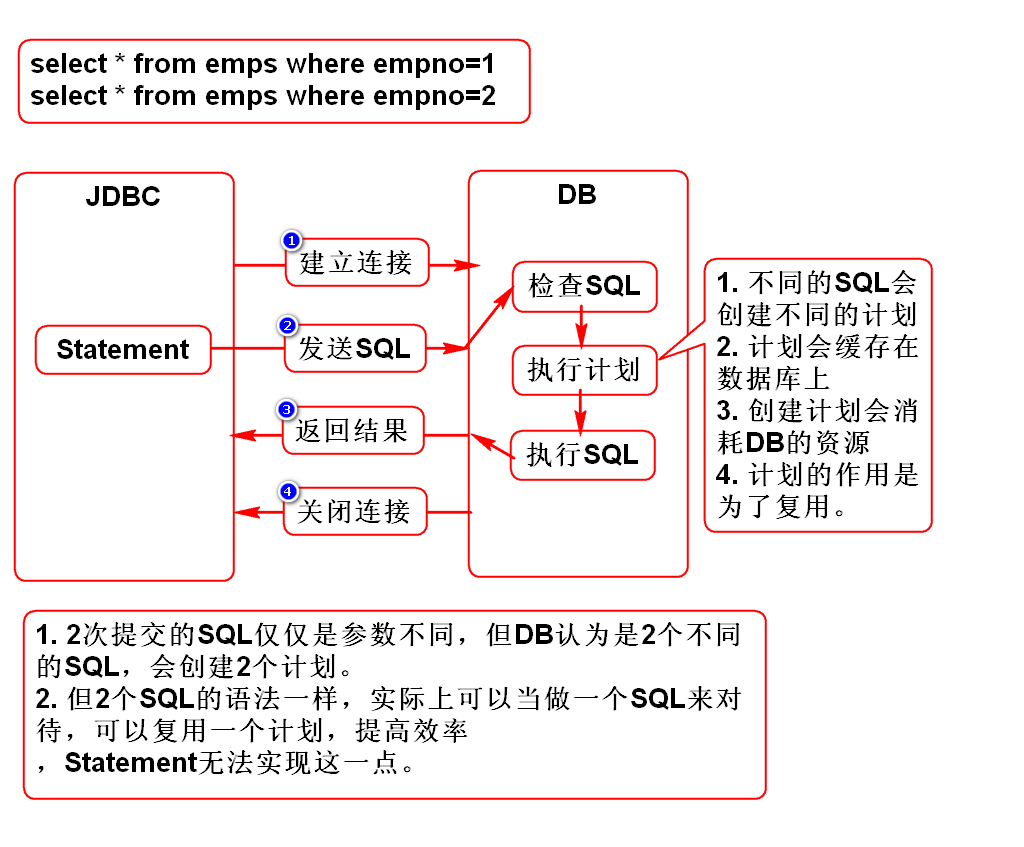 select * from emps where empno=1
select * from emps where empno=2
JDBC
DB
1
建立连接
检查SQL
Statement
2
发送SQL
执行计划
3
返回结果
执行SQL
4
关闭连接
1. 不同的SQL会
创建不同的计划
2. 计划会缓存在
数据库上
3. 创建计划会消
耗DB的资源
4. 计划的作用是
为了复用。
1. 2次提交的SQL仅仅是参数不同，但DB认为是2个不同
的SQL，会创建2个计划。
2. 但2个SQL的语法一样，实际上可以当做一个SQL来对
待，可以复用一个计划，提高效率
，Statement无法实现这一点。